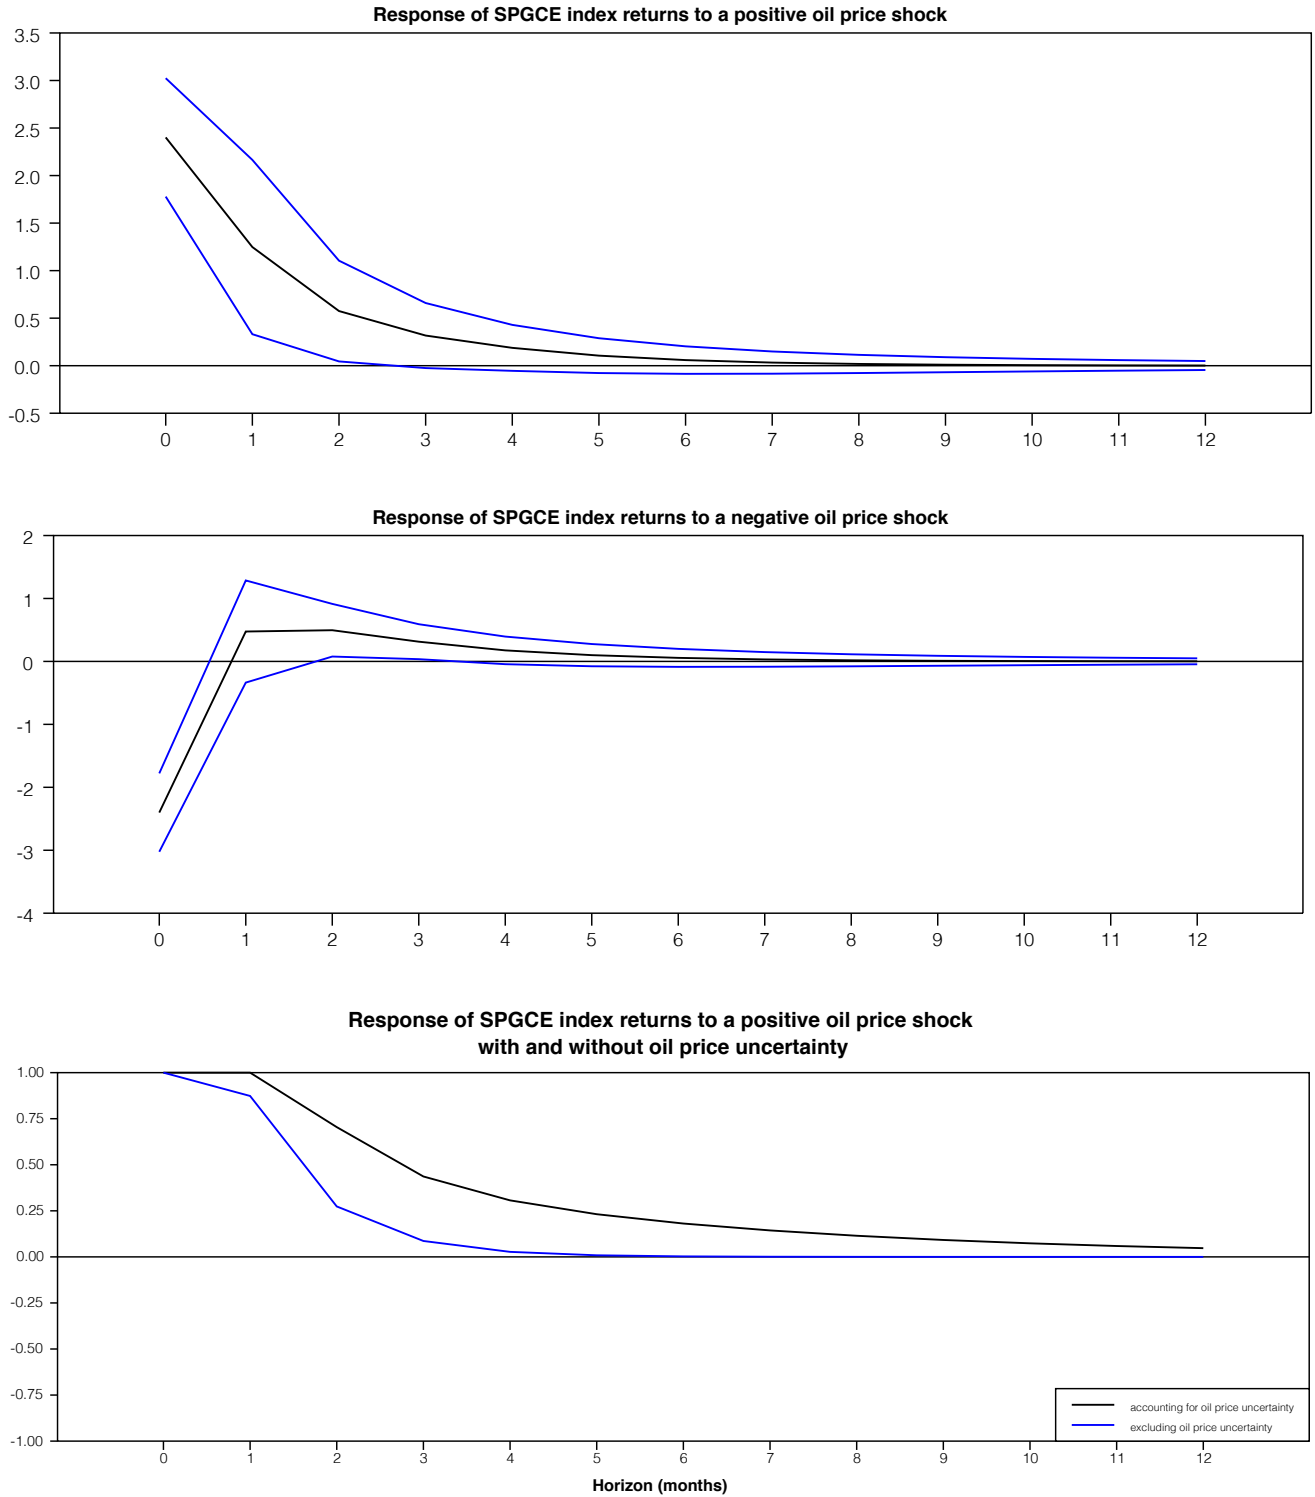 Response of SPGCE index returns to a positive oil price shock
3.5
3.0
2.5
2.0
1.5
1.0
0.5
0.0
-0.5
0 1 2 3 4 5 6 7 8 9 10 11 12
Response of SPGCE index returns to a negative oil price shock
2
1
0
-1
-2
-3
-4
0 1 2 3 4 5 6 7 8 9 10 11 12
Response of SPGCE index returns to a positive oil price shock
with and without oil price uncertainty
1.00
0.75
0.50
0.25
0.00
-0.25
-0.50
-0.75
-1.00
accounting for oil price uncertainty
excluding oil price uncertainty
0 1 2 3 4 5 6 7 8 9 10 11 12
Horizon (months)